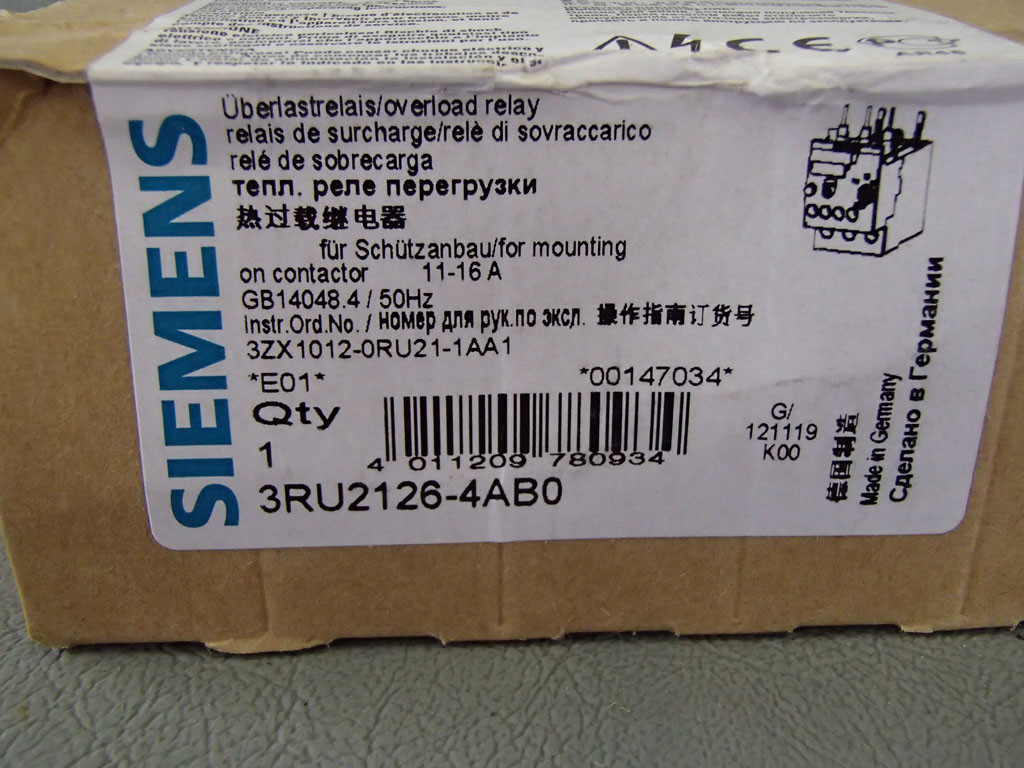 SIEMENS
Überlastrelais/overload relay
relais de surcharge/relè di sovraccarico
relé de sobrecarga
тепл. реле перегрузки
热过载继电器
für Schützanbau/for mounting
on contactor 11-16 A
GB14048.4 / 50Hz
Instr.Ord.No. / номер для рук.по экспл. 操作指南订货号
3ZX1012-0RU21-1AA1
*E01* *00147034*
Qty
1
4 011209 780934
3RU2126-4AB0
G/
121119
K00
德国制造
Made in Germany
Сделано в Германии